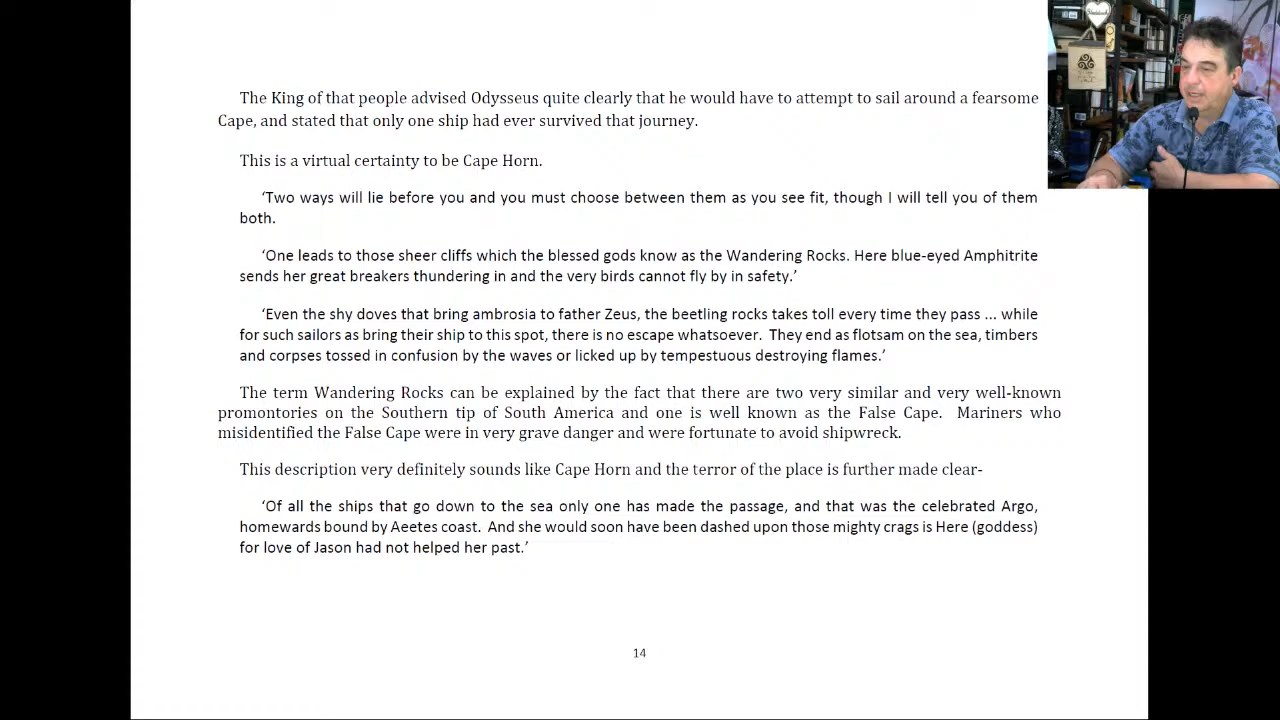 The King of that people advised Odysseus quite clearly that he would have to attempt to sail around a fearsome
Cape, and stated that only one ship had ever survived that journey.
This is a virtual certainty to be Cape Horn.
‘Two ways will lie before you and you must choose between them as you see fit, though I will tell you of them
both.
‘One leads to those sheer cliffs which the blessed gods know as the Wandering Rocks. Here blue-eyed Amphitrite
sends her great breakers thundering in and the very birds cannot fly by in safety.’
‘Even the shy doves that bring ambrosia to father Zeus, the beetling rocks takes toll every time they pass ... while
for such sailors as bring their ship to this spot, there is no escape whatsoever. They end as flotsam on the sea, timbers
and corpses tossed in confusion by the waves or licked up by tempestuous destroying flames.’
The term Wandering Rocks can be explained by the fact that there are two very similar and very well-known
promontories on the Southern tip of South America and one is well known as the False Cape. Mariners who
misidentified the False Cape were in very grave danger and were fortunate to avoid shipwreck.
This description very definitely sounds like Cape Horn and the terror of the place is further made clear-
‘Of all the ships that go down to the sea only one has made the passage, and that was the celebrated Argo,
homewards bound by Aeetes coast. And she would soon have been dashed upon those mighty crags is Here (goddess)
for love of Jason had not helped her past.’
14